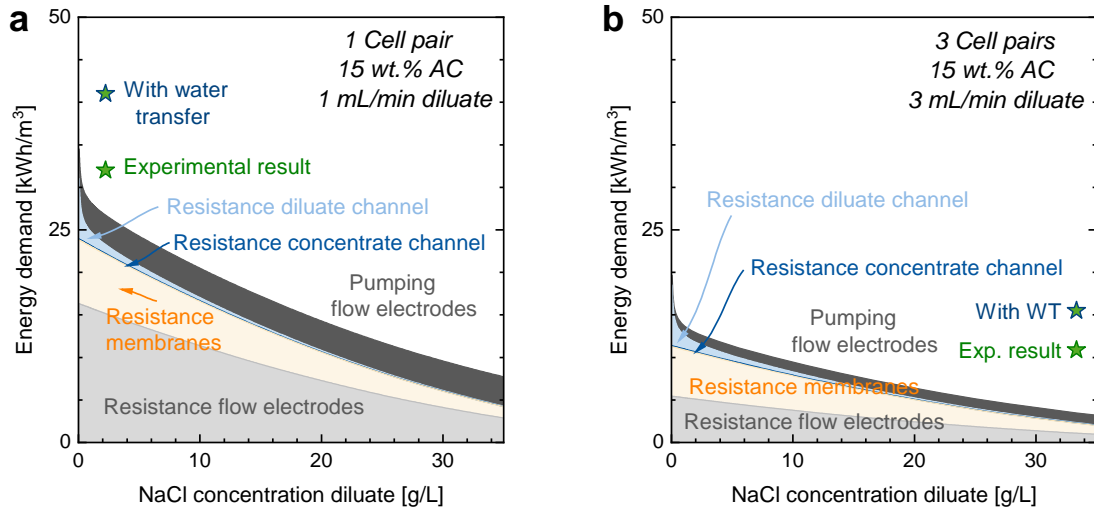 a
50
25
0
Energy demand [kWh/m³]
1 Cell pair
15 wt.% AC
1 mL/min diluate
With water
transfer
Experimental result
Resistance diluate channel
Resistance concentrate channel
Pumping
flow electrodes
Resistance
membranes
Resistance flow electrodes
0
10
20
30
NaCl concentration diluate [g/L]
b
50
25
0
Energy demand [kWh/m³]
3 Cell pairs
15 wt.% AC
3 mL/min diluate
Resistance diluate channel
Resistance concentrate channel
With WT
Pumping
flow electrodes
Exp. result
Resistance membranes
Resistance flow electrodes
0
10
20
30
NaCl concentration diluate [g/L]